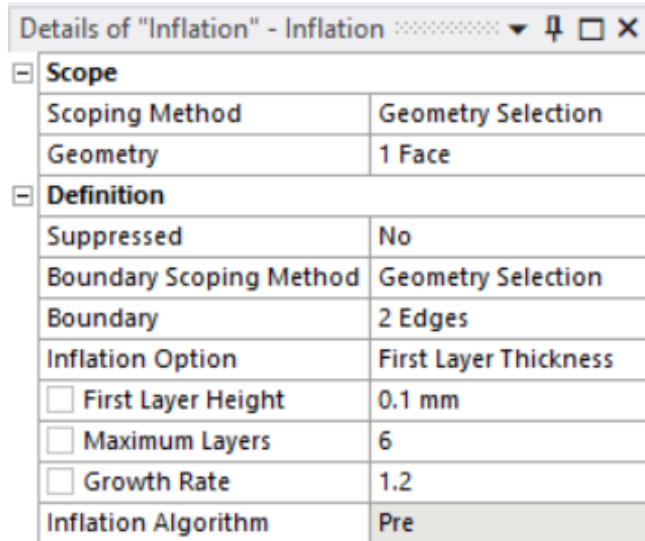 Details of "Inflation" - Inflation
Scope
Scoping Method Geometry Selection
Geometry 1 Face
Definition
Suppressed No
Boundary Scoping Method Geometry Selection
Boundary 2 Edges
Inflation Option First Layer Thickness
First Layer Height 0.1 mm
Maximum Layers 6
Growth Rate 1.2
Inflation Algorithm Pre